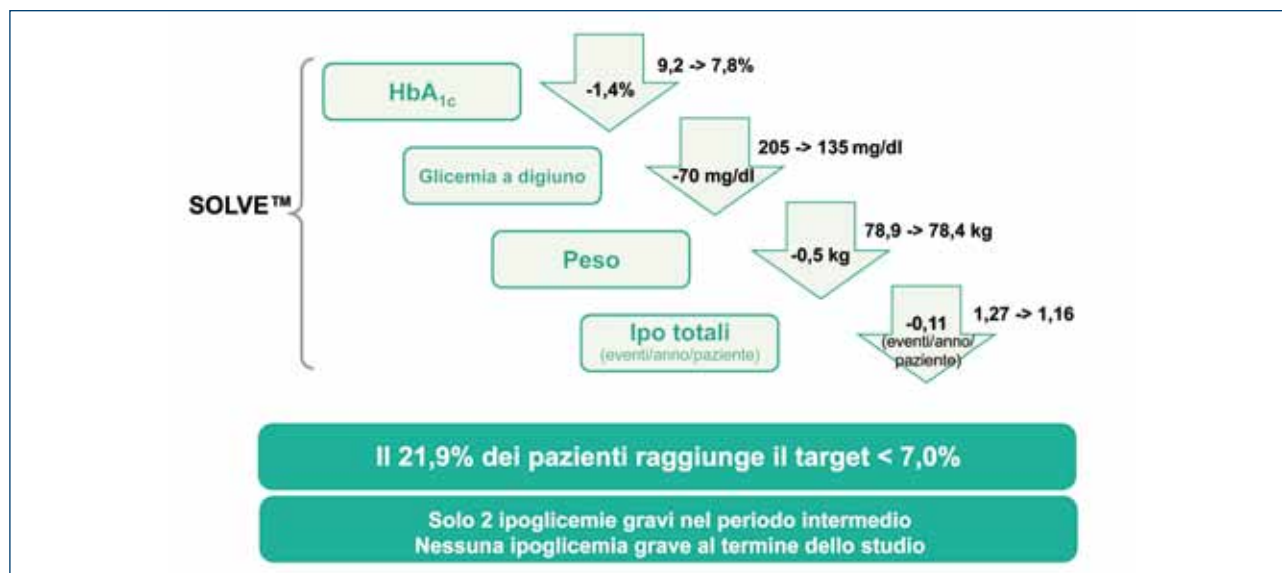 SOLVE™
HbA1c
-1,4%
9,2 -> 7,8%
Glicemia a digiuno
-70 mg/dl
205 -> 135 mg/dl
Peso
-0,5 kg
78,9 -> 78,4 kg
Ipo totali
(eventi/anno/paziente)
-0,11
(eventi/anno/
paziente)
1,27 -> 1,16
Il 21,9% dei pazienti raggiunge il target < 7,0%
Solo 2 ipoglicemie gravi nel periodo intermedio
Nessuna ipoglicemia grave al termine dello studio